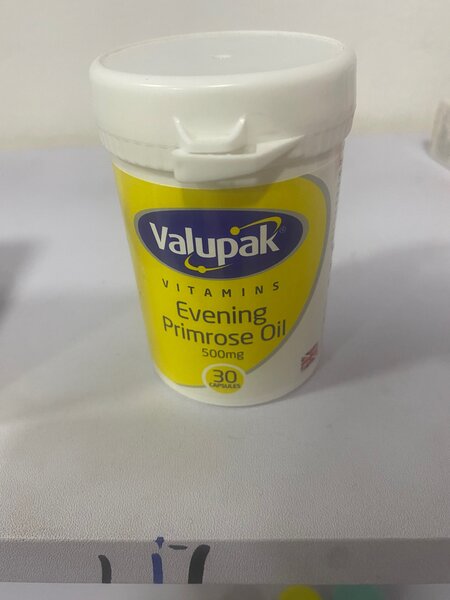 Valupak®
VITAMINS
Evening
Primrose Oil
500mg
30
CAPSULES